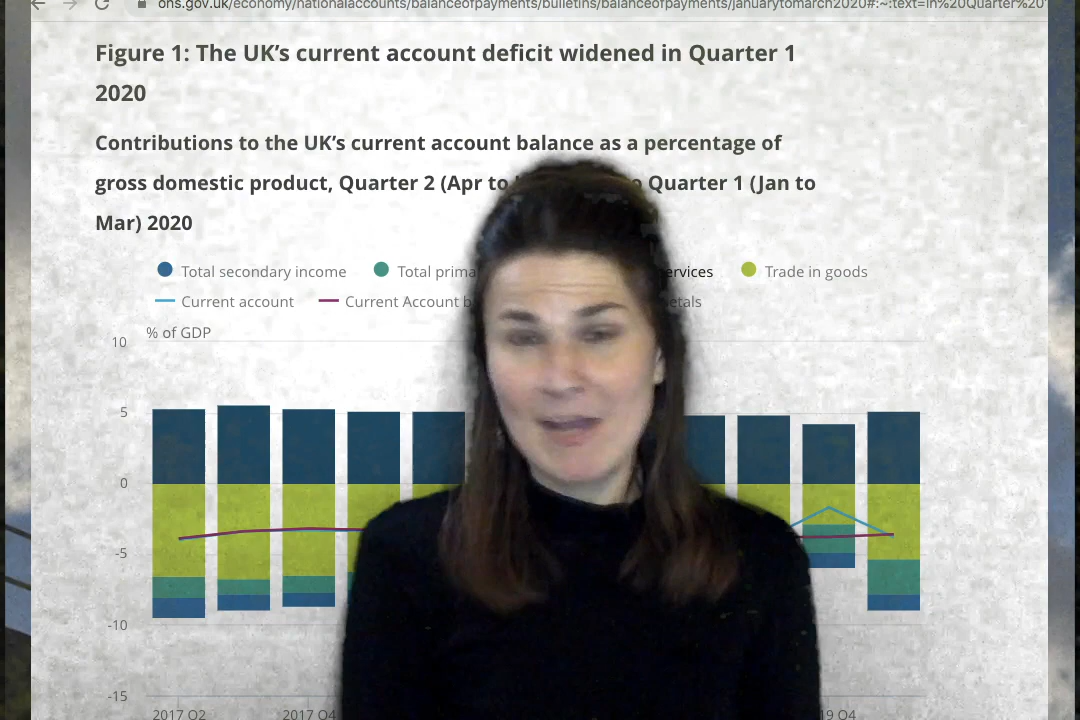 ons.gov.uk/economy/nationalaccounts/balanceofpayments/bulletins/balanceofpayments/januarytomarch2020#:~:text=In%20Quarter%20
Figure 1: The UK's current account deficit widened in Quarter 1
2020
Contributions to the UK's current account balance as a percentage of
gross domestic product, Quarter 2 (Apr to Quarter 1 (Jan to
Mar) 2020
Total secondary income Total prima ervices Trade in goods
Current account Current Account b etals
% of GDP
10
5
0
-5
-10
-15
2017 Q2 2017 Q4 19 Q4